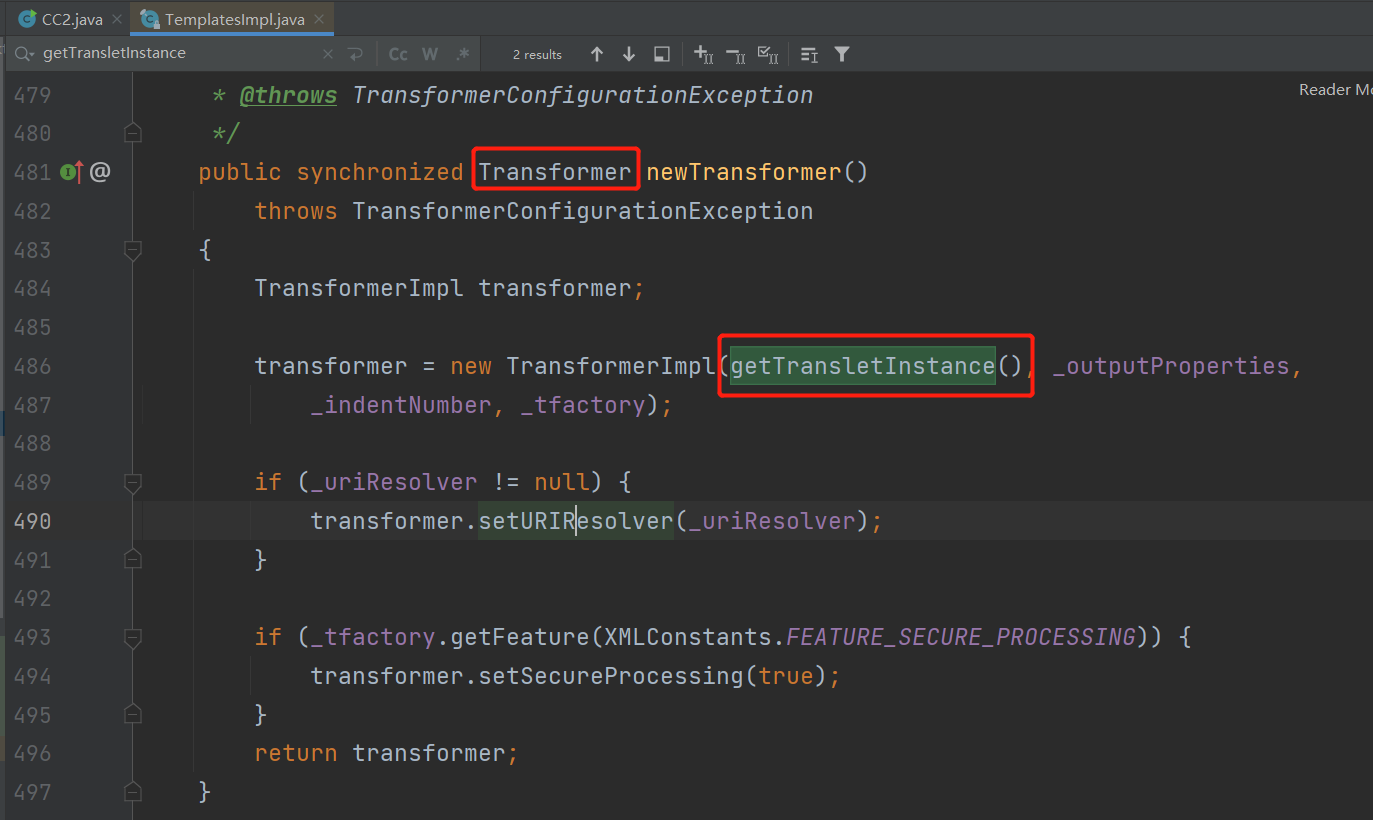 CC2.java TemplatesImpl.java
getTransletInstance Cc W .* 2 results
479 * @throws TransformerConfigurationException
Reader Mo
480 */
481 I @ public synchronized Transformer newTransformer()
482 throws TransformerConfigurationException
483 {
484 TransformerImpl transformer;
485
486 transformer = new TransformerImpl(getTransletInstance(), _outputProperties,
487 _indentNumber, _tfactory);
488
489 if (_uriResolver != null) {
490 transformer.setURIResolver(_uriResolver);
491 }
492
493 if (_tfactory.getFeature(XMLConstants.FEATURE_SECURE_PROCESSING)) {
494 transformer.setSecureProcessing(true);
495 }
496 return transformer;
497 }